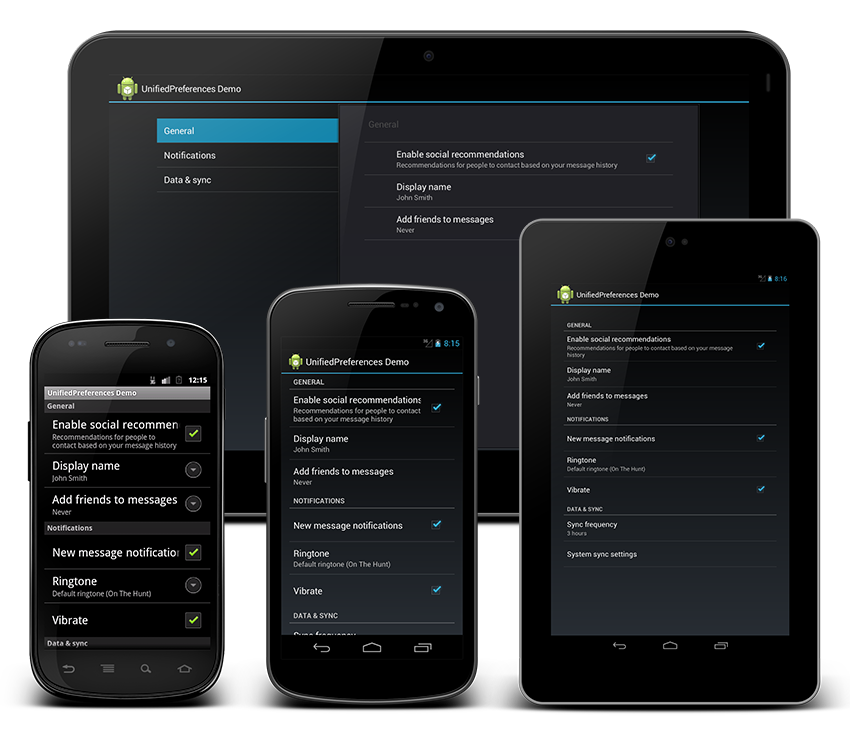 UnifiedPreferences Demo
General
Notifications
Data & sync
General
Enable social recommendations
Recommendations for people to contact based on your message history
Display name
John Smith
Add friends to messages
Never
12:15
UnifiedPreferences Demo
General
Enable social recommen
Recommendations for people to
contact based on your message history
Display name
John Smith
Add friends to messages
Never
Notifications
New message notificatio
Ringtone
Default ringtone (On The Hunt)
Vibrate
Data & sync
8:15
UnifiedPreferences Demo
GENERAL
Enable social recommendations
Recommendations for people to contact
based on your message history
Display name
John Smith
Add friends to messages
Never
NOTIFICATIONS
New message notifications
Ringtone
Default ringtone (On The Hunt)
Vibrate
DATA & SYNC
Sync frequency
8:16
UnifiedPreferences Demo
GENERAL
Enable social recommendations
Recommendations for people to contact based on your message
history
Display name
John Smith
Add friends to messages
Never
NOTIFICATIONS
New message notifications
Ringtone
Default ringtone (On The Hunt)
Vibrate
DATA & SYNC
Sync frequency
3 hours
System sync settings